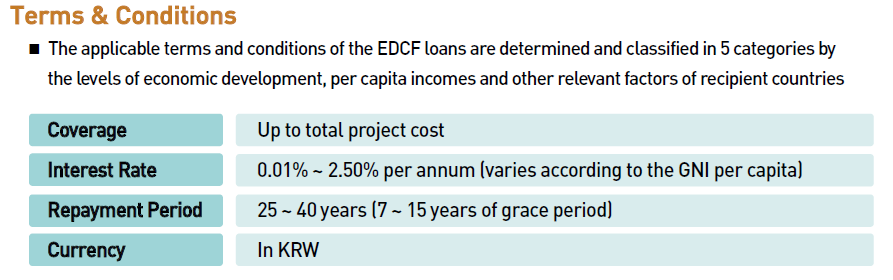 Terms & Conditions
■ The applicable terms and conditions of the EDCF loans are determined and classified in 5 categories by
the levels of economic development, per capita incomes and other relevant factors of recipient countries
Coverage Up to total project cost
Interest Rate 0.01% ~ 2.50% per annum (varies according to the GNI per capita)
Repayment Period 25 ~ 40 years (7 ~ 15 years of grace period)
Currency In KRW